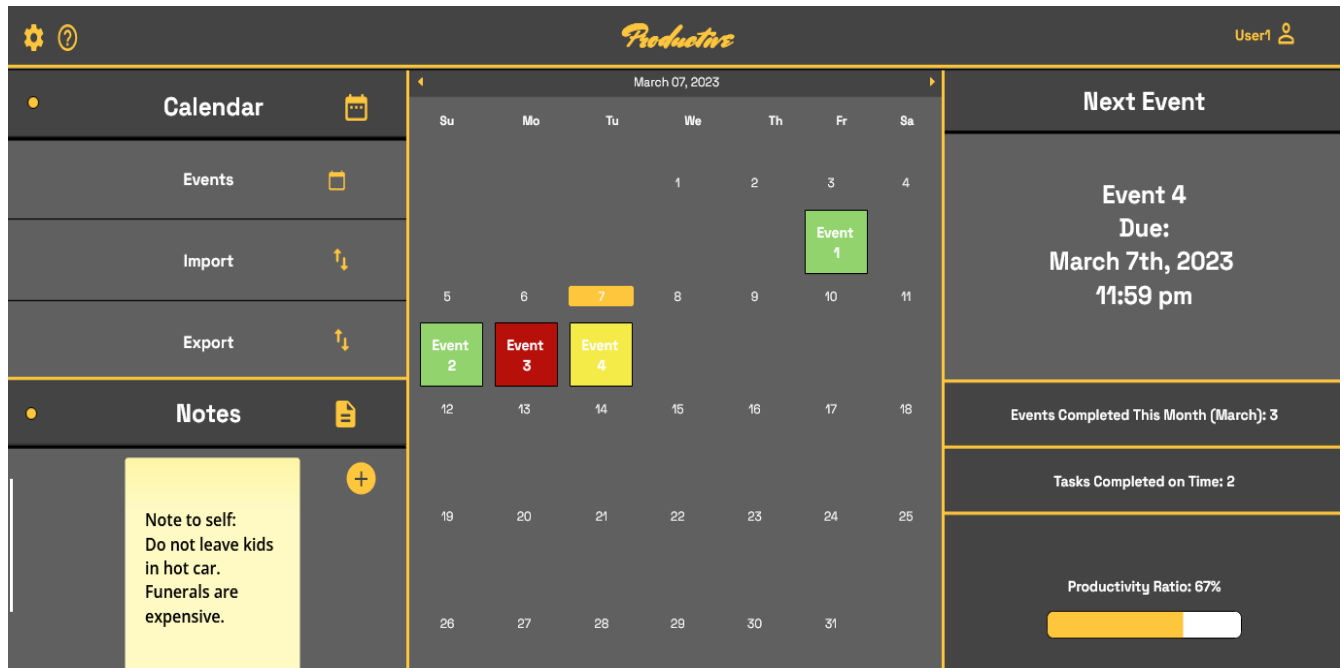 Productive
User1
Calendar
Events
Import
Export
Notes
Note to self:
Do not leave kids
in hot car.
Funerals are
expensive.
March 07, 2023
Su Mo Tu We Th Fr Sa
1 2 3 4
Event
1
5 6 7 8 9 10 11
Event Event Event
2 3 4
12 13 14 15 16 17 18
19 20 21 22 23 24 25
26 27 28 29 30 31
Next Event
Event 4
Due:
March 7th, 2023
11:59 pm
Events Completed This Month (March): 3
Tasks Completed on Time: 2
Productivity Ratio: 67%